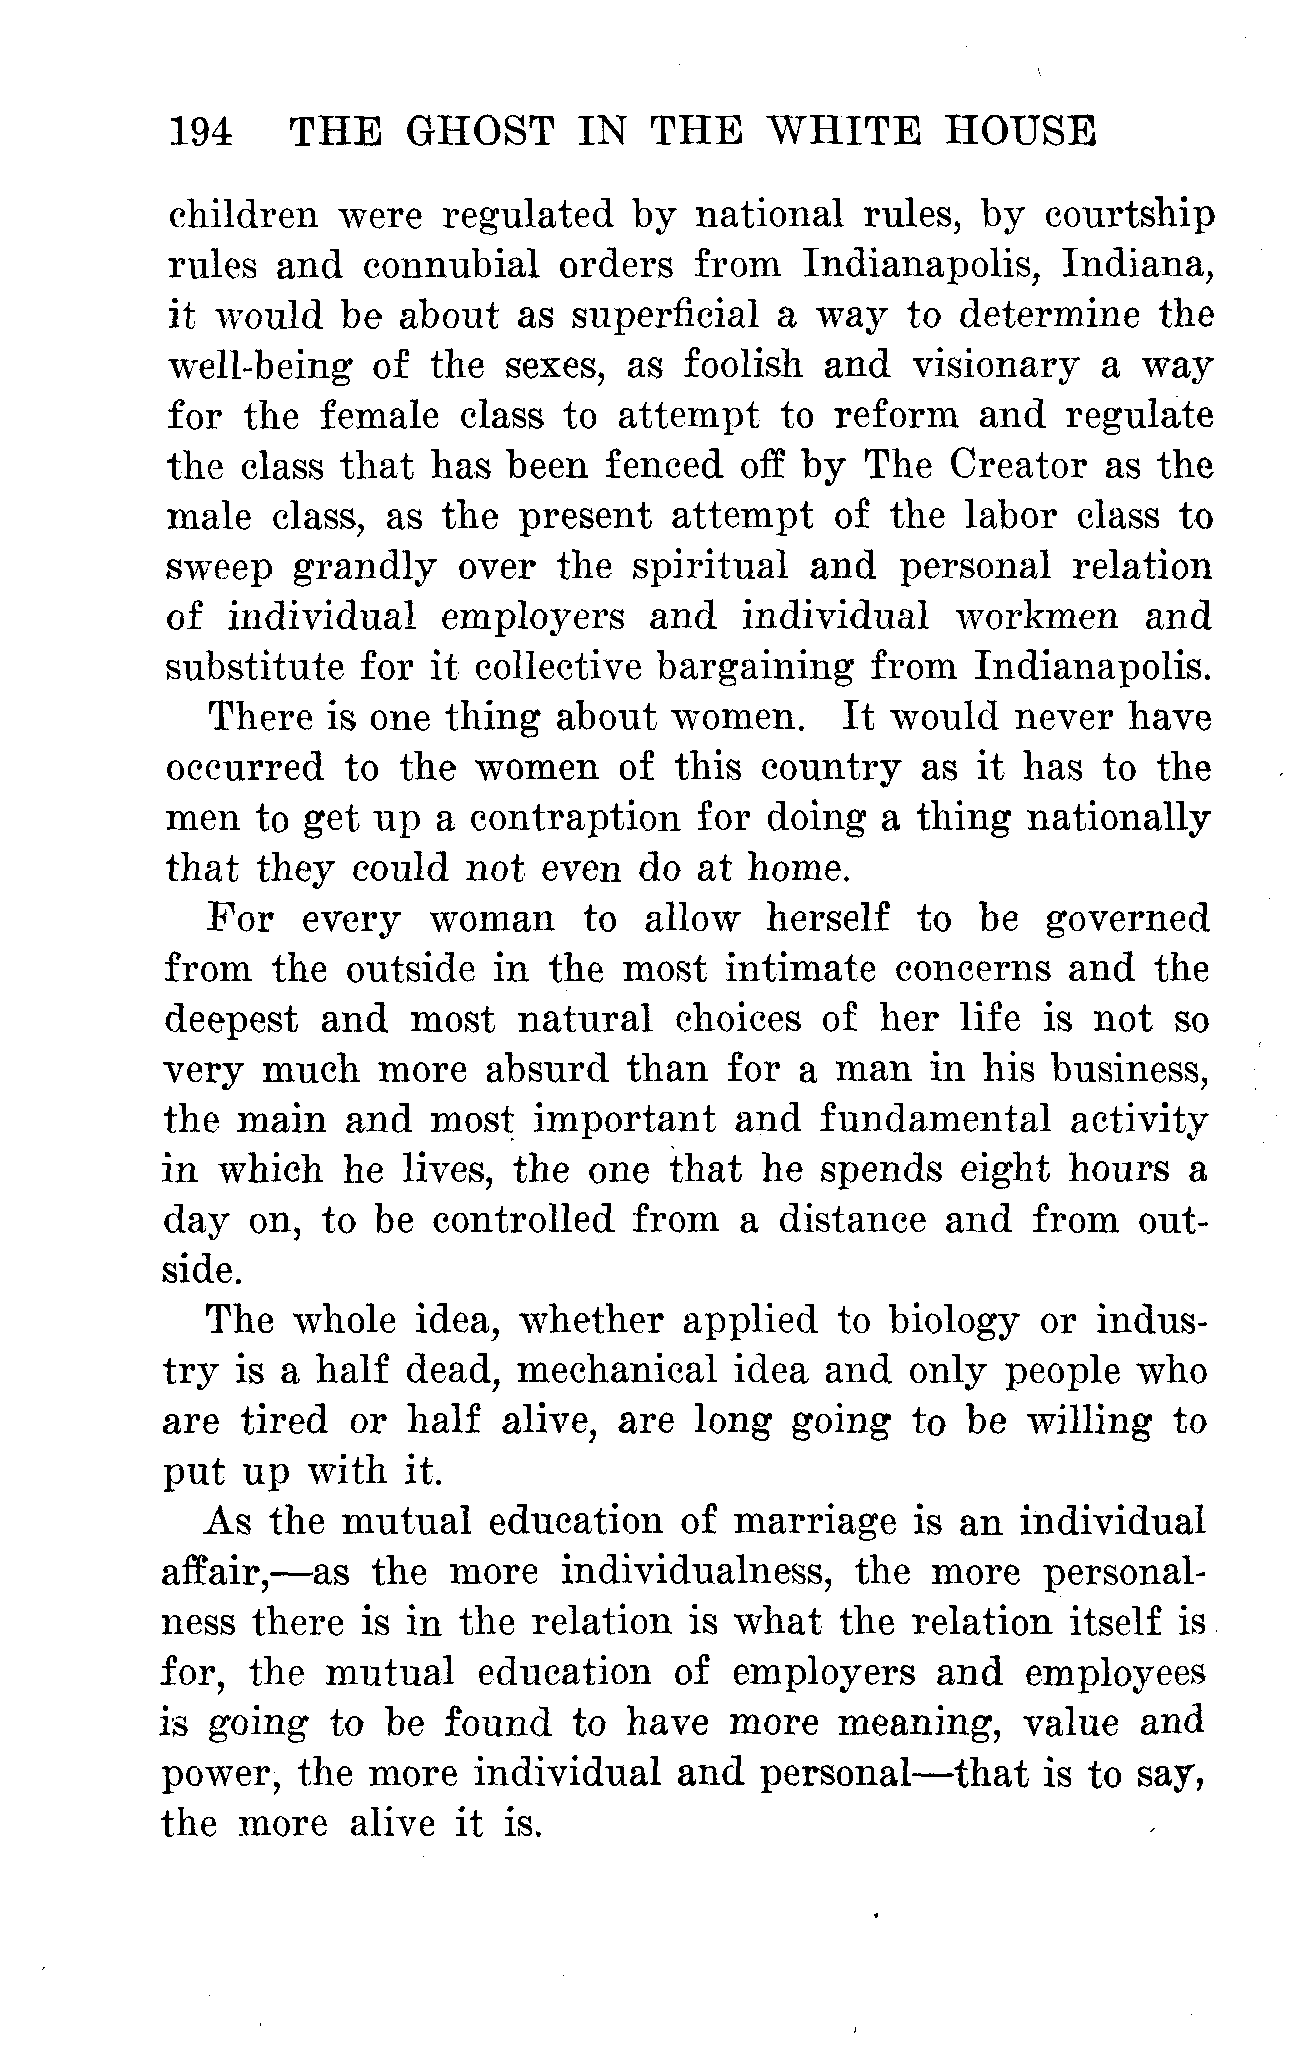 194 THE GHOST IN THE WHITE HOUSE
children were regulated by national rules, by courtship
rules and connubial orders from Indianapolis, Indiana,
it would be about as superficial a way to determine the
well-being of the sexes, as foolish and visionary a way
for the female class to attempt to reform and regulate
the class that has been fenced off by The Creator as the
male class, as the present attempt of the labor class to
sweep grandly over the spiritual and personal relation
of individual employers and individual workmen and
substitute for it collective bargaining from Indianapolis.
There is one thing about women. It would never have
occurred to the women of this country as it has to the
men to get up a contraption for doing a thing nationally
that they could not even do at home.
For every woman to allow herself to be governed
from the outside in the most intimate concerns and the
deepest and most natural choices of her life is not so
very much more absurd than for a man in his business,
the main and most important and fundamental activity
in which he lives, the one that he spends eight hours a
day on, to be controlled from a distance and from out-
side.
The whole idea, whether applied to biology or indus-
try is a half dead, mechanical idea and only people who
are tired or half alive, are long going to be willing to
put up with it.
As the mutual education of marriage is an individual
affair,—as the more individualness, the more personal-
ness there is in the relation is what the relation itself is
for, the mutual education of employers and employees
is going to be found to have more meaning, value and
power, the more individual and personal—that is to say,
the more alive it is.